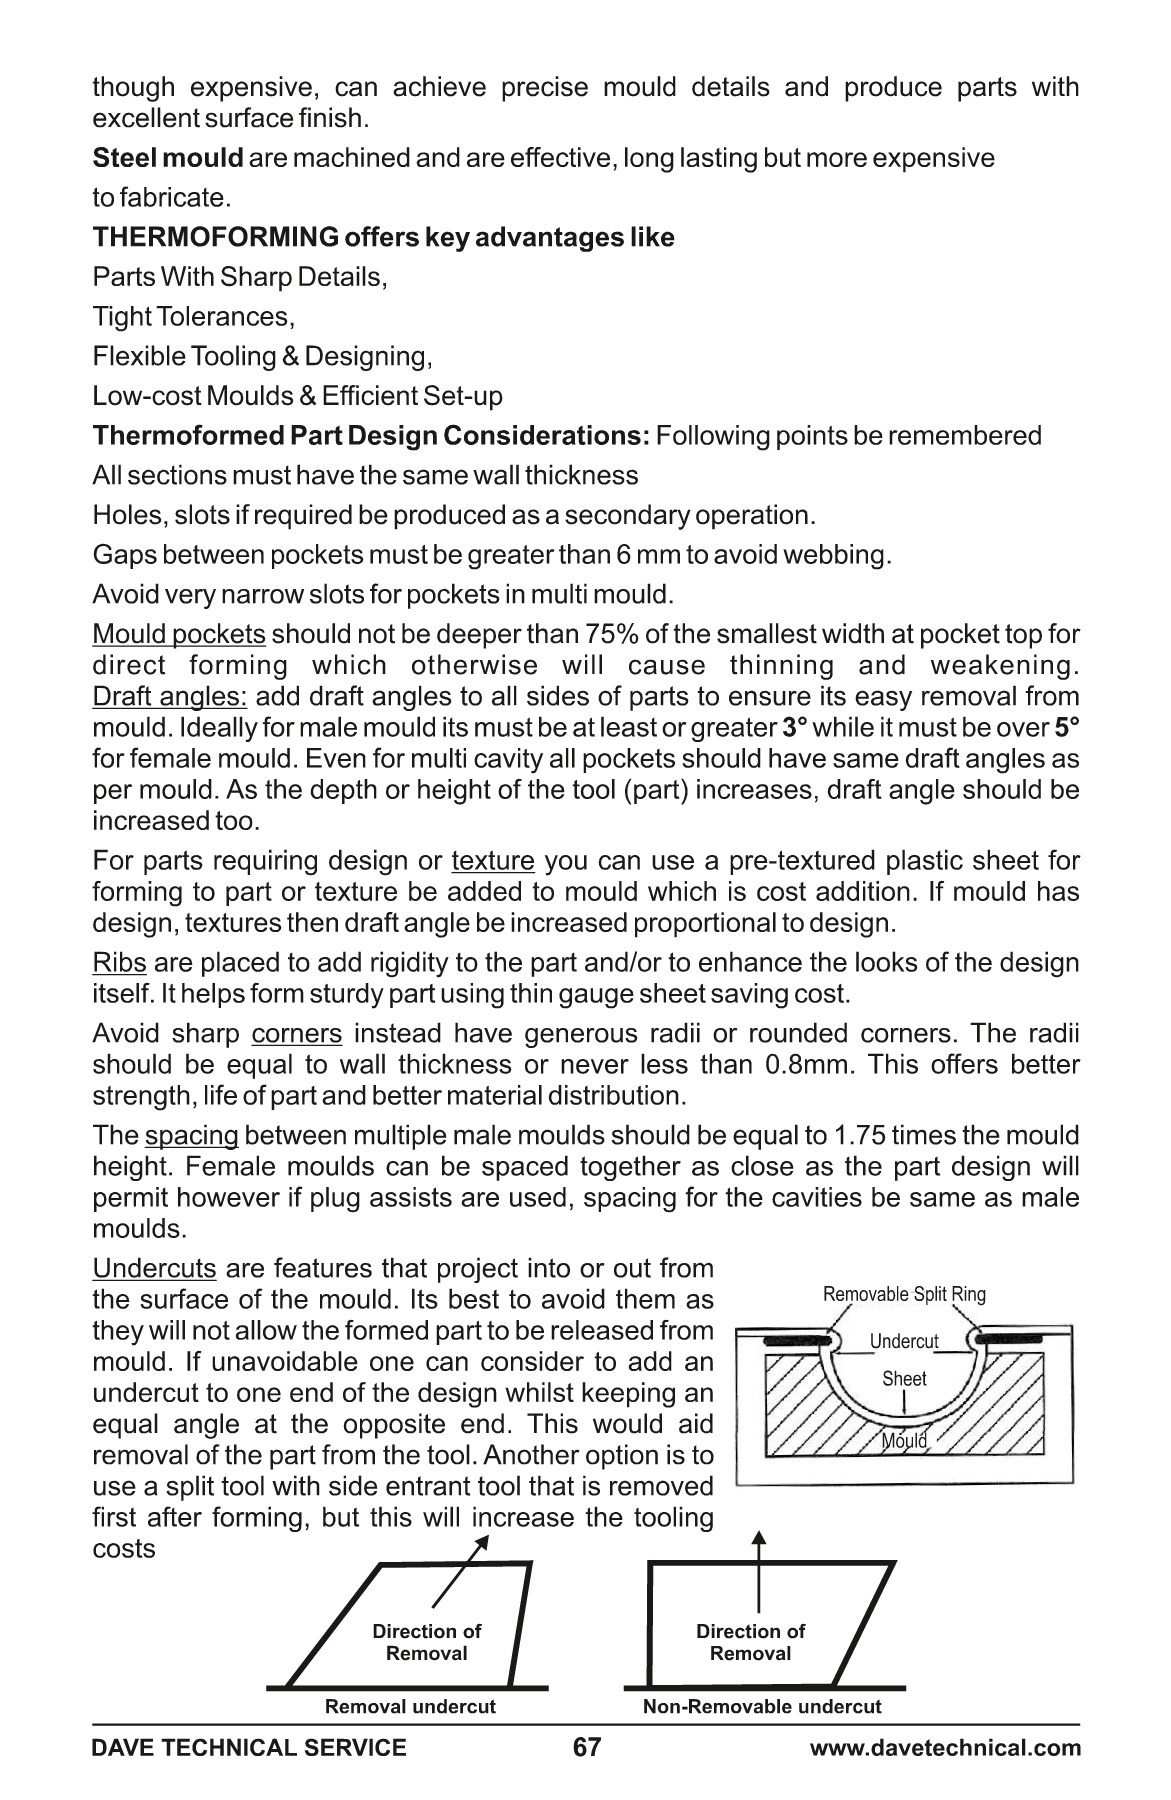 though expensive, can achieve precise mould details and produce parts with
excellent surface finish.
Steel mould are machined and are effective, long lasting but more expensive
to fabricate.
THERMOFORMING offers key advantages like
Parts With Sharp Details,
Tight Tolerances,
Flexible Tooling & Designing,
Low-cost Moulds & Efficient Set-up
Thermoformed Part Design Considerations: Following points be remembered
All sections must have the same wall thickness
Holes, slots if required be produced as a secondary operation.
Gaps between pockets must be greater than 6 mm to avoid webbing.
Avoid very narrow slots for pockets in multi mould.
Mould pockets should not be deeper than 75% of the smallest width at pocket top for
direct forming which otherwise will cause thinning and weakening.
Draft angles: add draft angles to all sides of parts to ensure its easy removal from
mould. Ideally for male mould its must be at least or greater 3° while it must be over 5°
for female mould. Even for multi cavity all pockets should have same draft angles as
per mould. As the depth or height of the tool (part) increases, draft angle should be
increased too.
For parts requiring design or texture you can use a pre-textured plastic sheet for
forming to part or texture be added to mould which is cost addition. If mould has
design, textures then draft angle be increased proportional to design.
Ribs are placed to add rigidity to the part and/or to enhance the looks of the design
itself. It helps form sturdy part using thin gauge sheet saving cost.
Avoid sharp corners instead have generous radii or rounded corners. The radii
should be equal to wall thickness or never less than 0.8mm. This offers better
strength, life of part and better material distribution.
The spacing between multiple male moulds should be equal to 1.75 times the mould
height. Female moulds can be spaced together as close as the part design will
permit however if plug assists are used, spacing for the cavities be same as male
moulds.
Undercuts are features that project into or out from
the surface of the mould. Its best to avoid them as
they will not allow the formed part to be released from
mould. If unavoidable one can consider to add an
undercut to one end of the design whilst keeping an
equal angle at the opposite end. This would aid
removal of the part from the tool. Another option is to
use a split tool with side entrant tool that is removed
first after forming, but this will increase the tooling
costs
Removable Split Ring
Undercut
Sheet
Mould
Direction of
Removal
Removal undercut
Direction of
Removal
Non-Removable undercut
DAVE TECHNICAL SERVICE 67 www.davetechnical.com